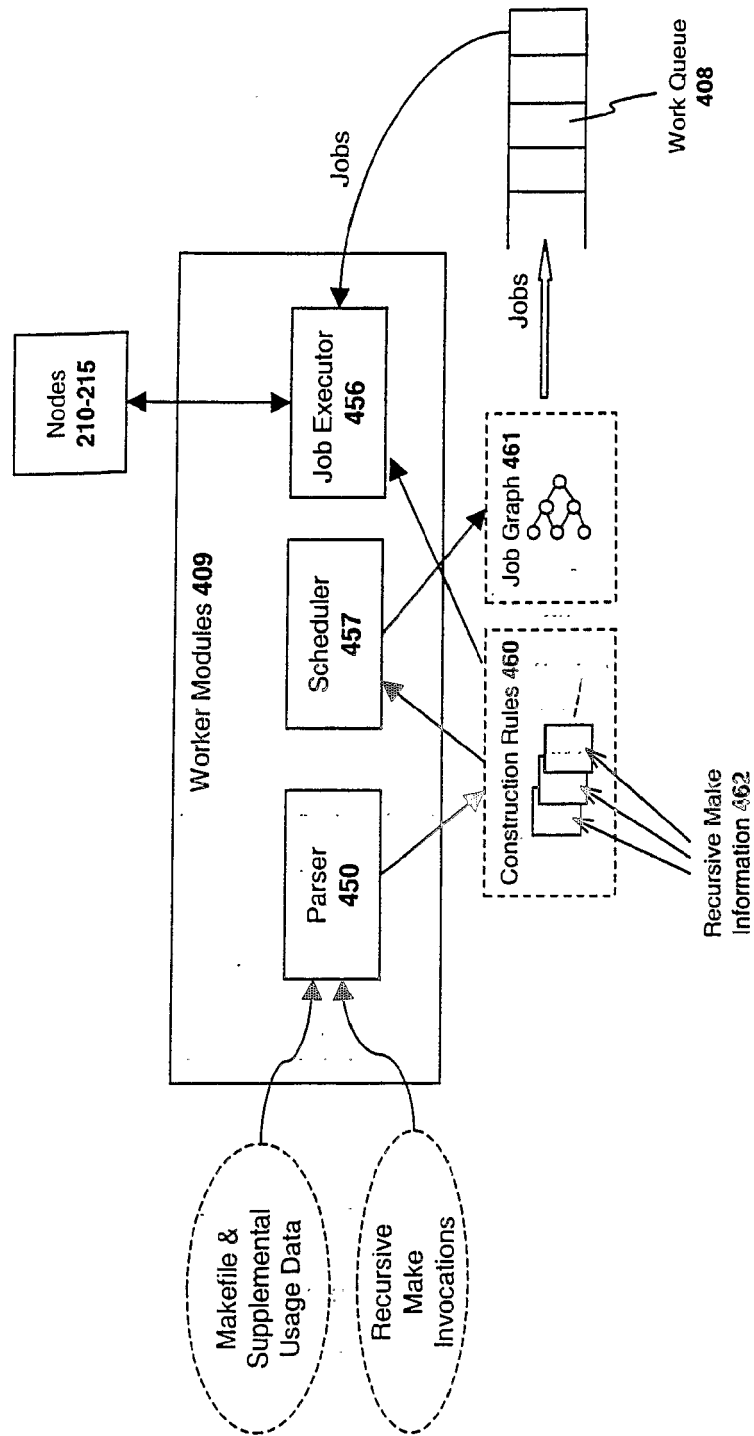 Nodes
210-215
Worker Modules 409
Makefile &
Supplemental
Usage Data
Recursive
Make
Invocations
Parser
450
Scheduler
457
Job Executor
456
Jobs
Construction Rules 460
Job Graph 461
Jobs
Work Queue
408
Recursive Make
Information 462